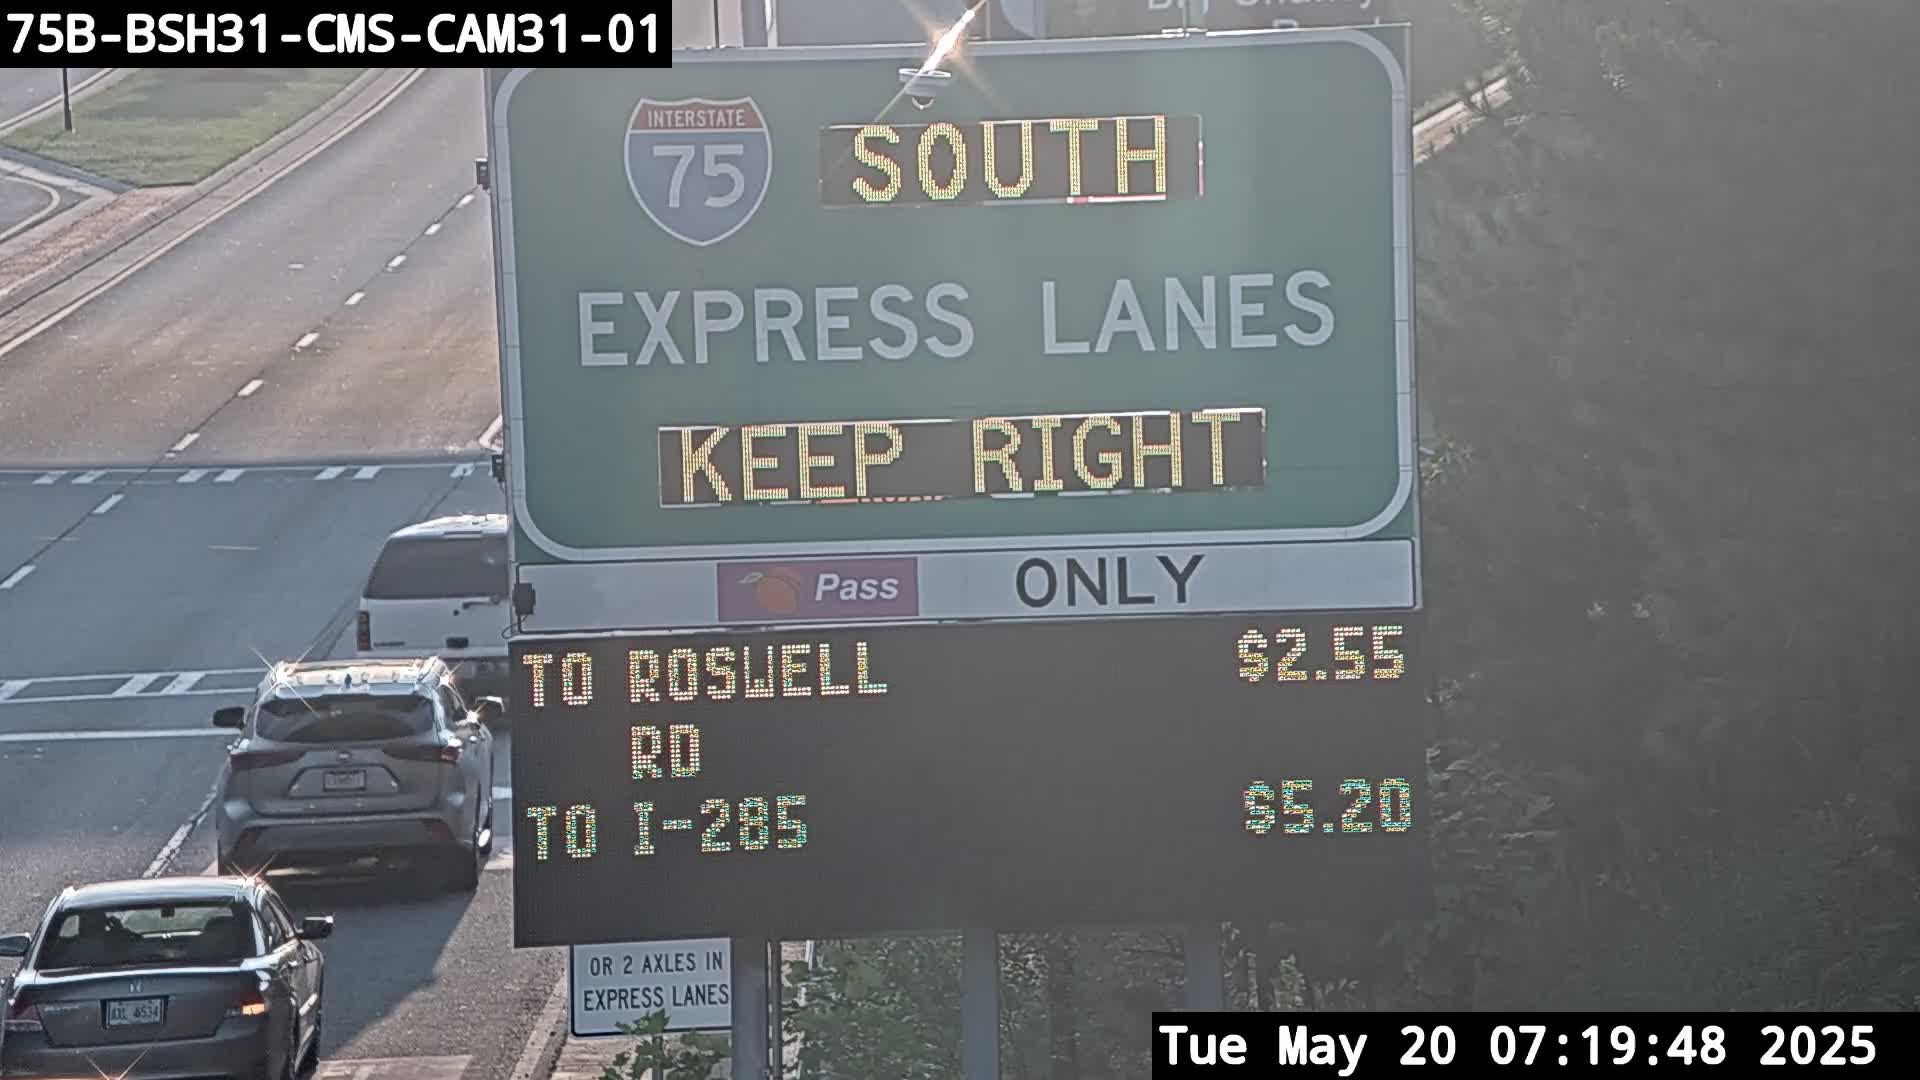 75B-BSH31-CMS-CAM31-01
INTERSTATE
75
SOUTH
EXPRESS LANES
KEEP RIGHT
Pass ONLY
TO ROSWELL $2.55
RD
TO I-285 $5.20
OR 2 AXLES IN
EXPRESS LANES
Tue May 20 07:19:48 2025